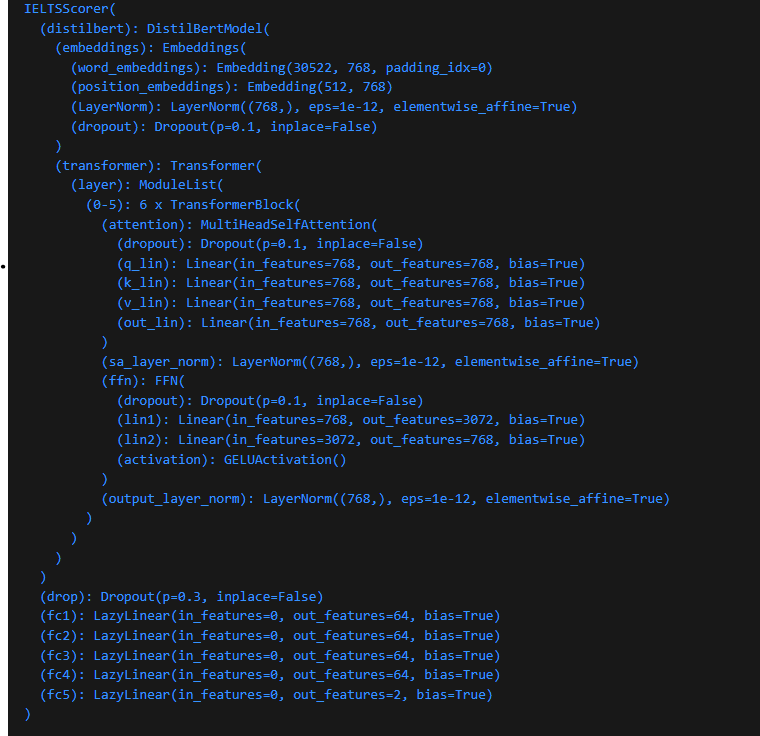 IELTSScorer(
  (distilbert): DistilBertModel(
    (embeddings): Embeddings(
      (word_embeddings): Embedding(30522, 768, padding_idx=0)
      (position_embeddings): Embedding(512, 768)
      (LayerNorm): LayerNorm((768,), eps=1e-12, elementwise_affine=True)
      (dropout): Dropout(p=0.1, inplace=False)
    )
    (transformer): Transformer(
      (layer): ModuleList(
        (0-5): 6 x TransformerBlock(
          (attention): MultiHeadSelfAttention(
            (dropout): Dropout(p=0.1, inplace=False)
            (q_lin): Linear(in_features=768, out_features=768, bias=True)
            (k_lin): Linear(in_features=768, out_features=768, bias=True)
            (v_lin): Linear(in_features=768, out_features=768, bias=True)
            (out_lin): Linear(in_features=768, out_features=768, bias=True)
          )
          (sa_layer_norm): LayerNorm((768,), eps=1e-12, elementwise_affine=True)
          (ffn): FFN(
            (dropout): Dropout(p=0.1, inplace=False)
            (lin1): Linear(in_features=768, out_features=3072, bias=True)
            (lin2): Linear(in_features=3072, out_features=768, bias=True)
            (activation): GELUActivation()
          )
          (output_layer_norm): LayerNorm((768,), eps=1e-12, elementwise_affine=True)
        )
      )
    )
  )
  (drop): Dropout(p=0.3, inplace=False)
  (fc1): LazyLinear(in_features=0, out_features=64, bias=True)
  (fc2): LazyLinear(in_features=0, out_features=64, bias=True)
  (fc3): LazyLinear(in_features=0, out_features=64, bias=True)
  (fc4): LazyLinear(in_features=0, out_features=64, bias=True)
  (fc5): LazyLinear(in_features=0, out_features=2, bias=True)
)